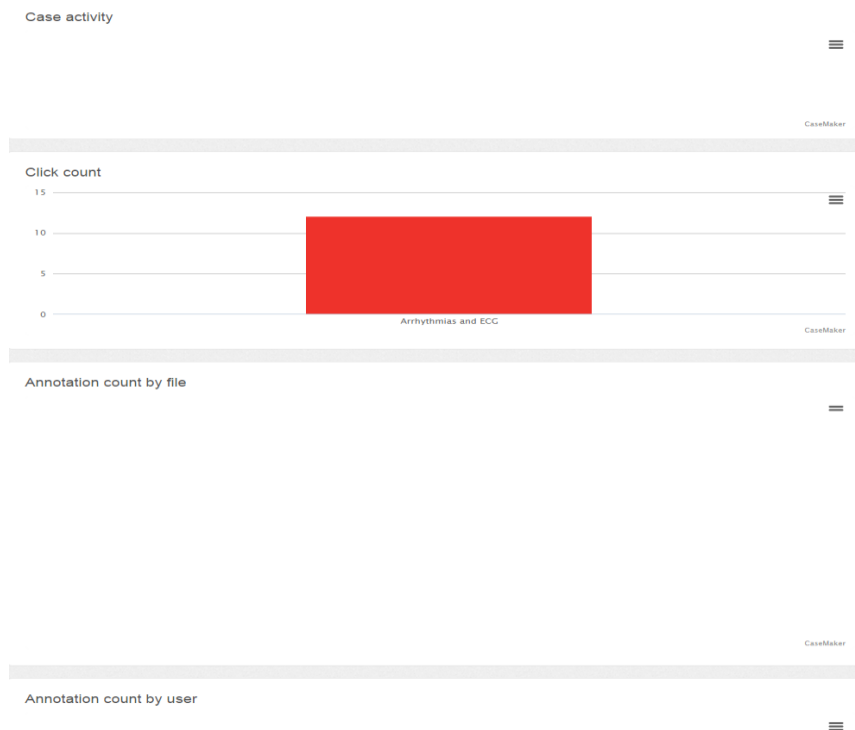 Case activity
CaseMaker
Click count
15
10
5
0
Arrhythmias and ECG
CaseMaker
Annotation count by file
CaseMaker
Annotation count by user